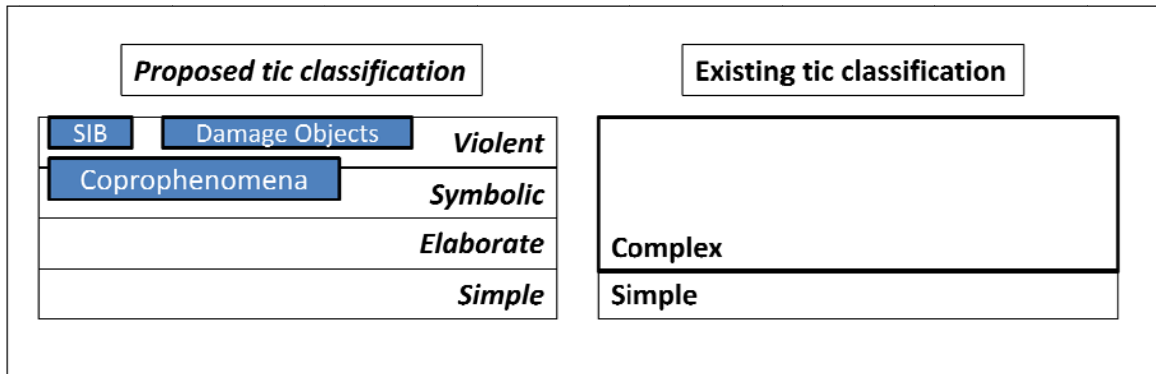 Proposed tic classification
Existing tic classification
SIB
Damage Objects
Violent
Coprophenomena
Symbolic
Elaborate
Complex
Simple
Simple